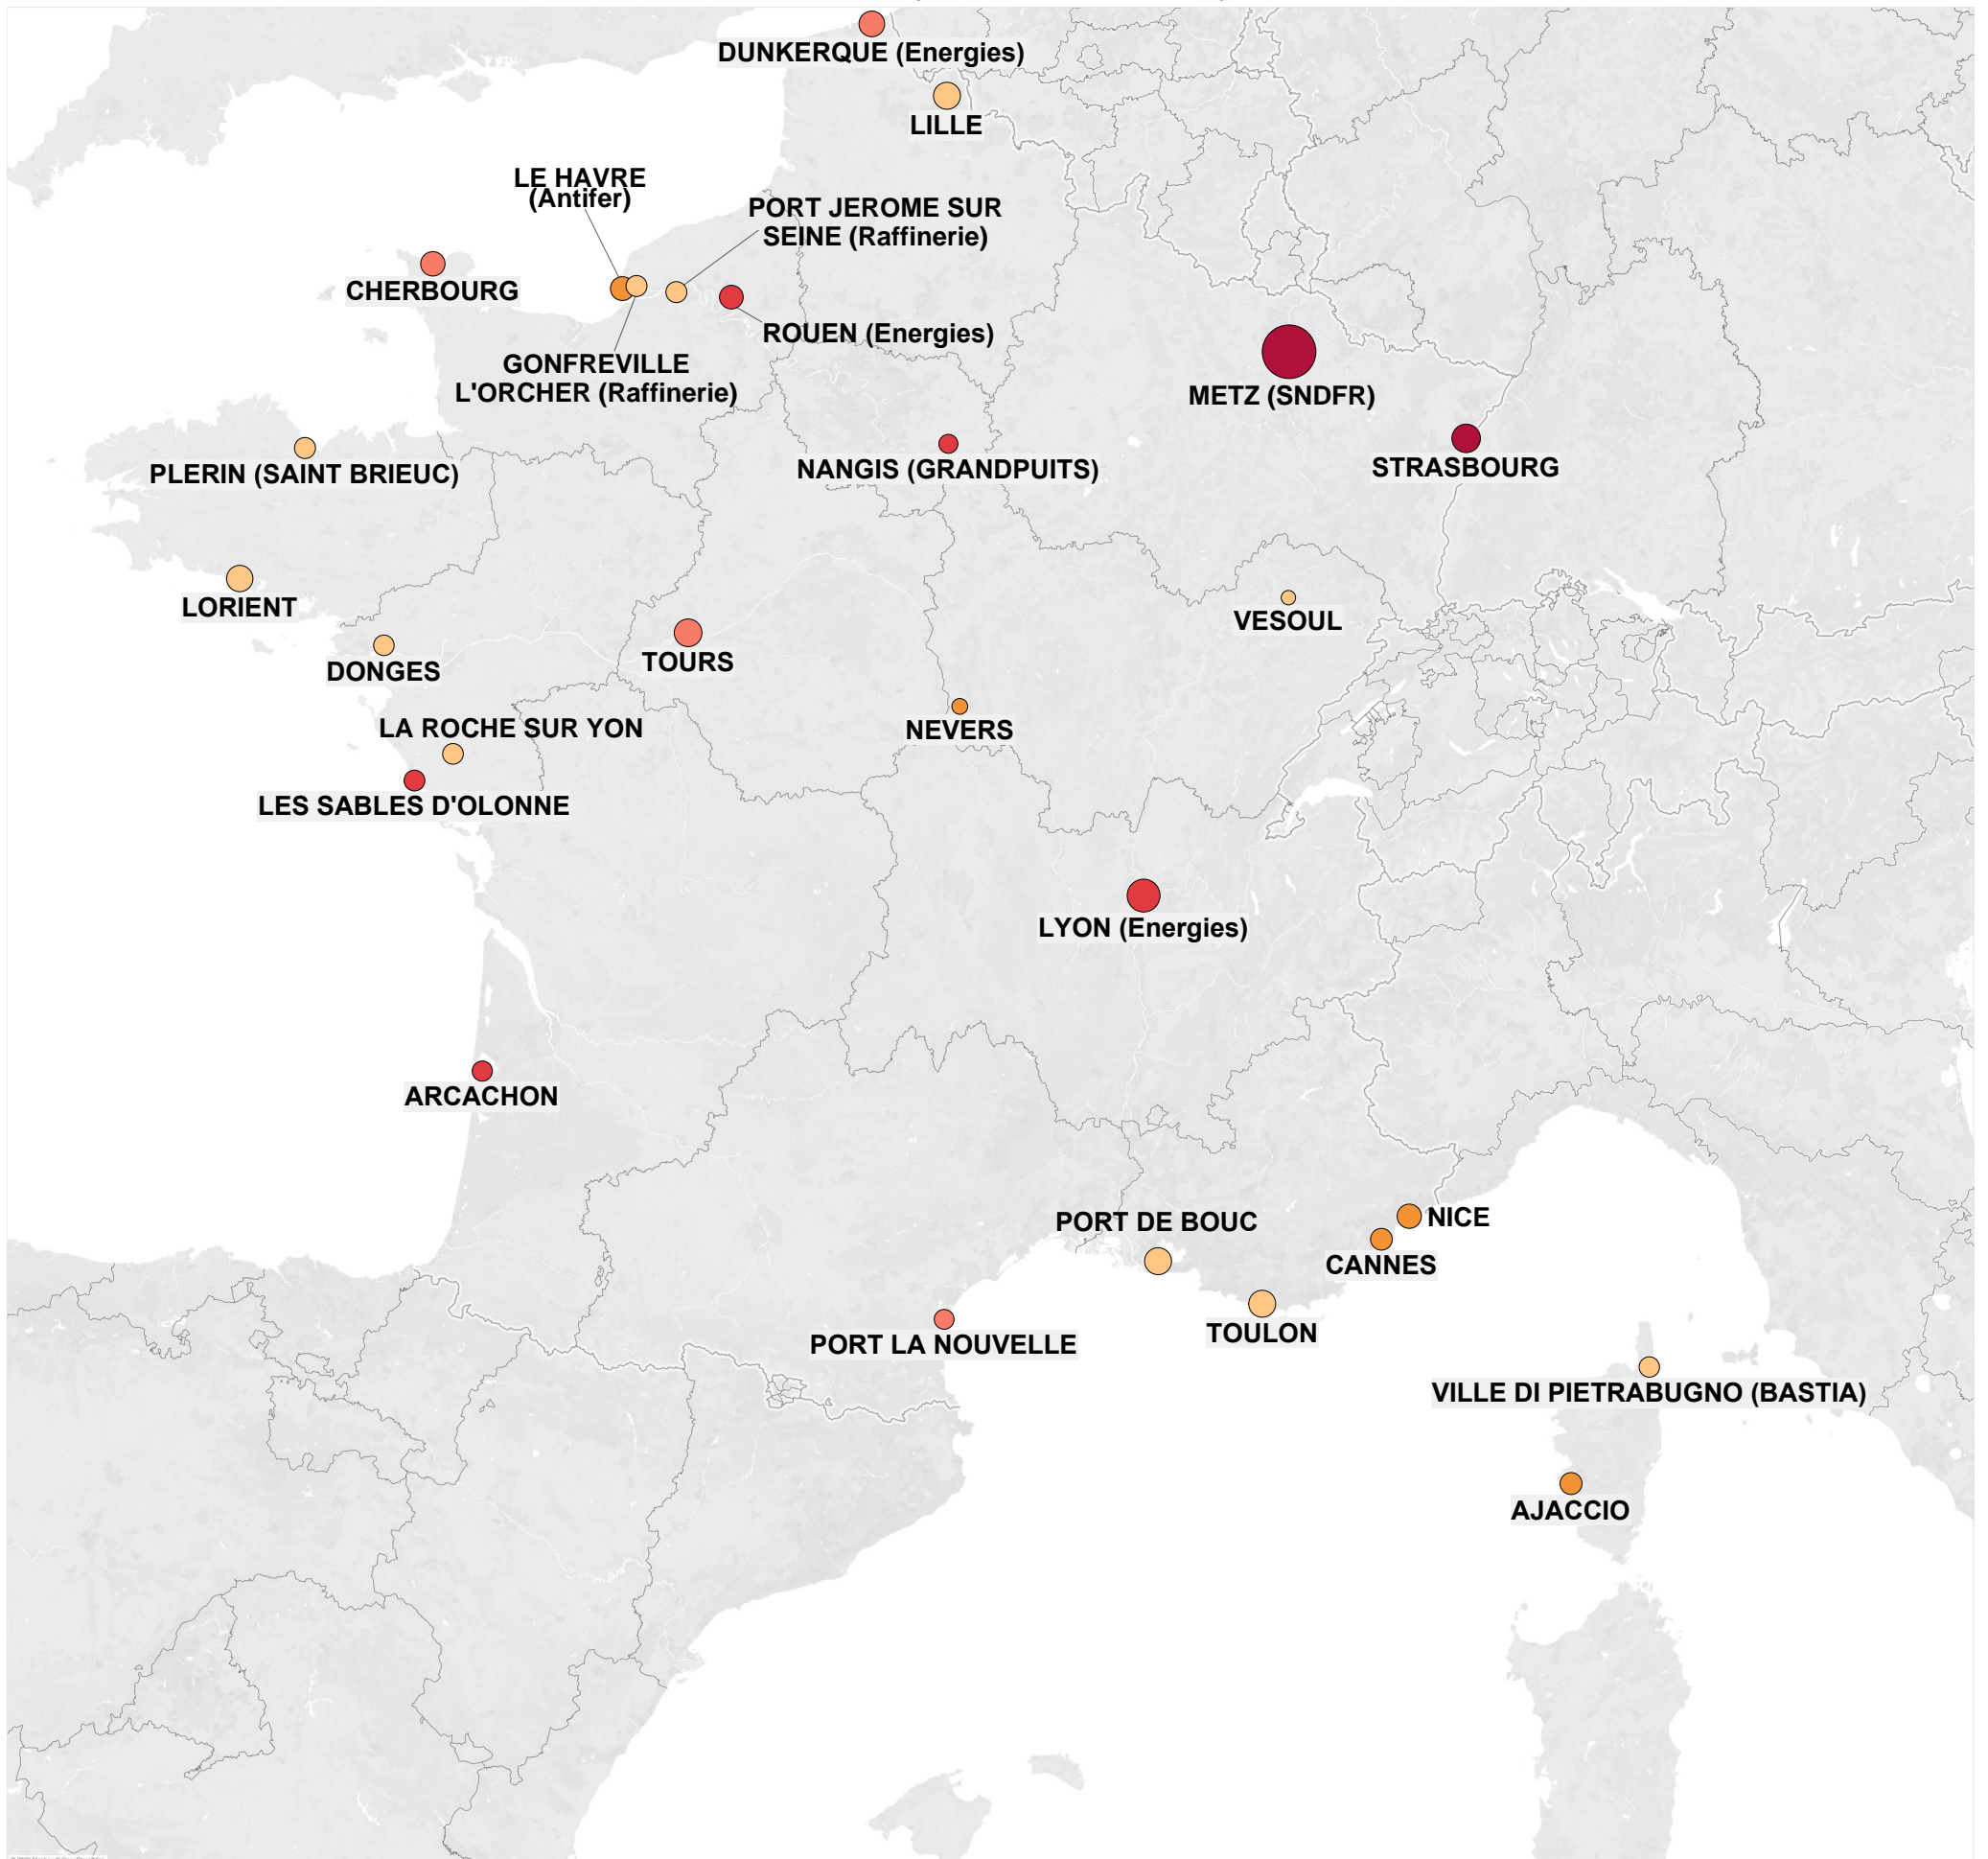 DUNKERQUE (Energies)
LILLE
LE HAVRE
(Antifer)
PORT JEROME SUR
SEINE (Raffinerie)
CHERBOURG
ROUEN (Energies)
GONFREVILLE
L'ORCHER (Raffinerie)
METZ (SNDFR)
STRASBOURG
NANGIS (GRANDPUITS)
PLERIN (SAINT BRIEUC)
LORIENT
VESOUL
TOURS
DONGES
NEVERS
LA ROCHE SUR YON
LES SABLES D'OLONNE
LYON (Energies)
ARCACHON
PORT DE BOUC
NICE
CANNES
TOULON
PORT LA NOUVELLE
VILLE DI PIETRABUGNO (BASTIA)
AJACCIO